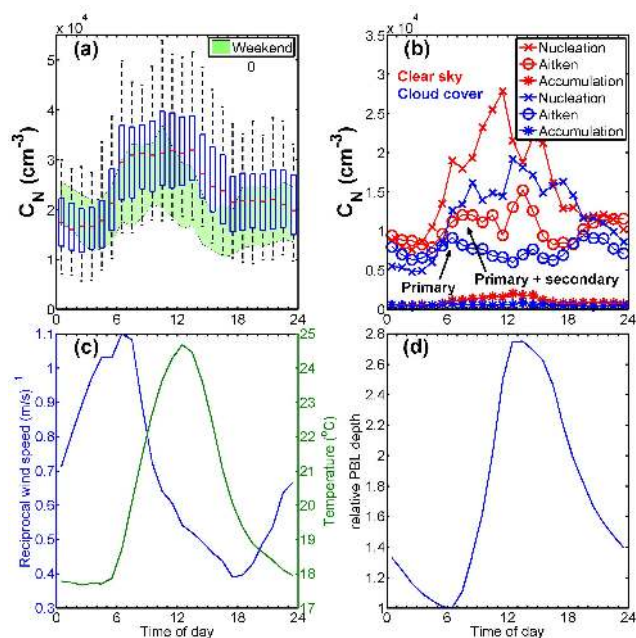 x 10⁴
(a)
Weekend
0
C_N (cm⁻³)
5
4
3
2
1
0
0 6 12 18 24
x 10⁴
(b)
Clear sky
Cloud cover
Nucleation
Aitken
Accumulation
Nucleation
Aitken
Accumulation
C_N (cm⁻³)
3.5
3
2.5
2
1.5
1
0.5
0
Primary
Primary + secondary
0 6 12 18 24
(c)
Reciprocal wind speed (m/s)⁻¹
1.1
1
0.9
0.8
0.7
0.6
0.4
0.3
Temperature (°C)
25
24
23
22
21
20
19
18
17
0 6 12 18 24
Time of day
(d)
relative PBL depth
2.8
2.6
2.4
2.2
2
1.8
1.6
1.4
1.2
1
0 6 12 18 24
Time of day